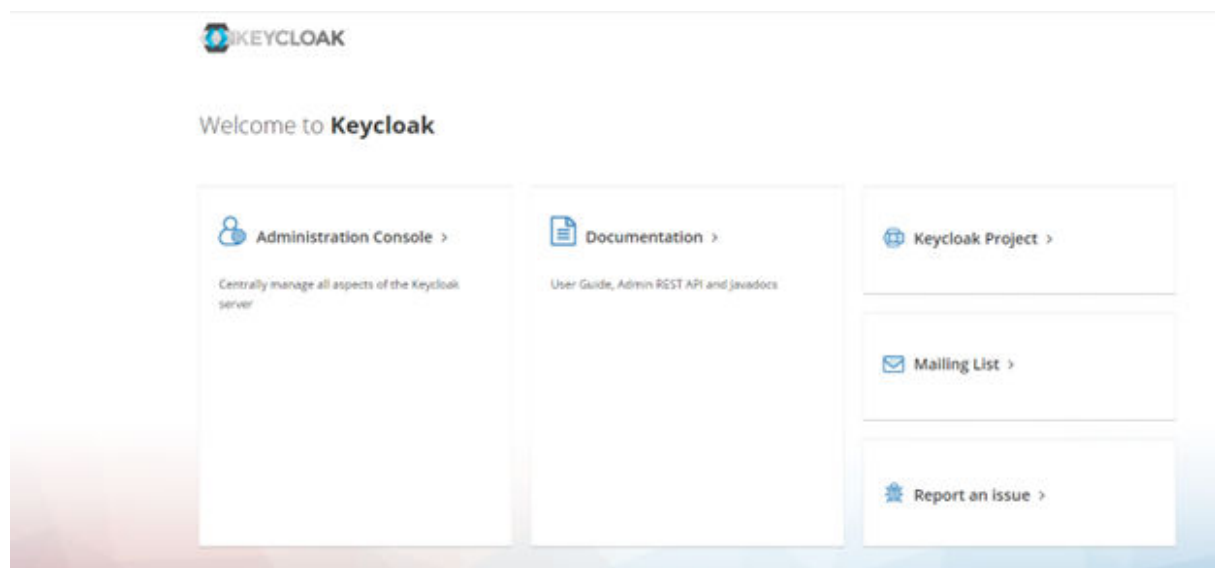 KEYCLOAK
Welcome to Keycloak
Administration Console >
Centrally manage all aspects of the Keycloak
server
Documentation >
User Guide, Admin REST API and Javadocs
Keycloak Project >
Mailing List >
Report an issue >